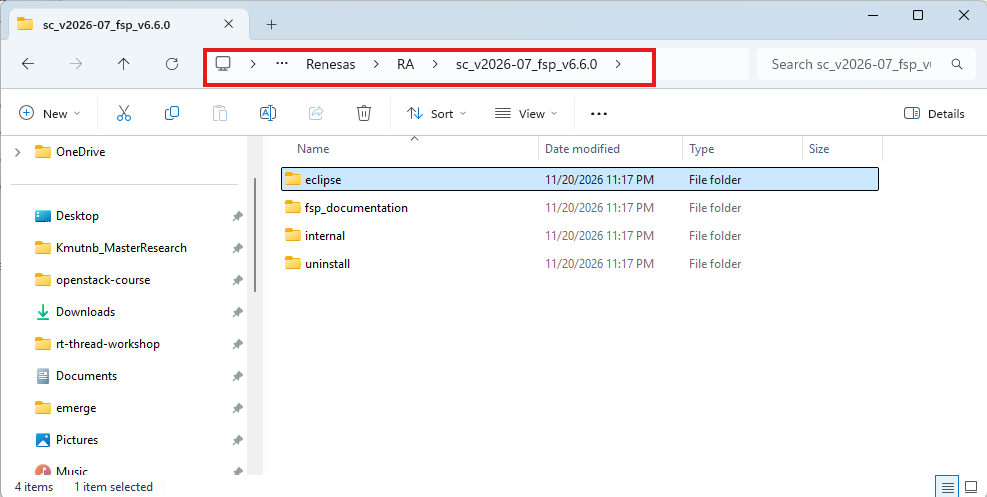 sc_v2026-07_fsp_v6.6.0
Renesas > RA > sc_v2026-07_fsp_v6.6.0 >
Search sc_v2026-07_fsp_v
New
Sort
View
Details
OneDrive
Desktop
Kmutnb_MasterResearch
openstack-course
Downloads
rt-thread-workshop
Documents
emerge
Pictures
Music
Name Date modified Type Size
eclipse 11/20/2026 11:17 PM File folder
fsp_documentation 11/20/2026 11:17 PM File folder
internal 11/20/2026 11:17 PM File folder
uninstall 11/20/2026 11:17 PM File folder
4 items 1 item selected